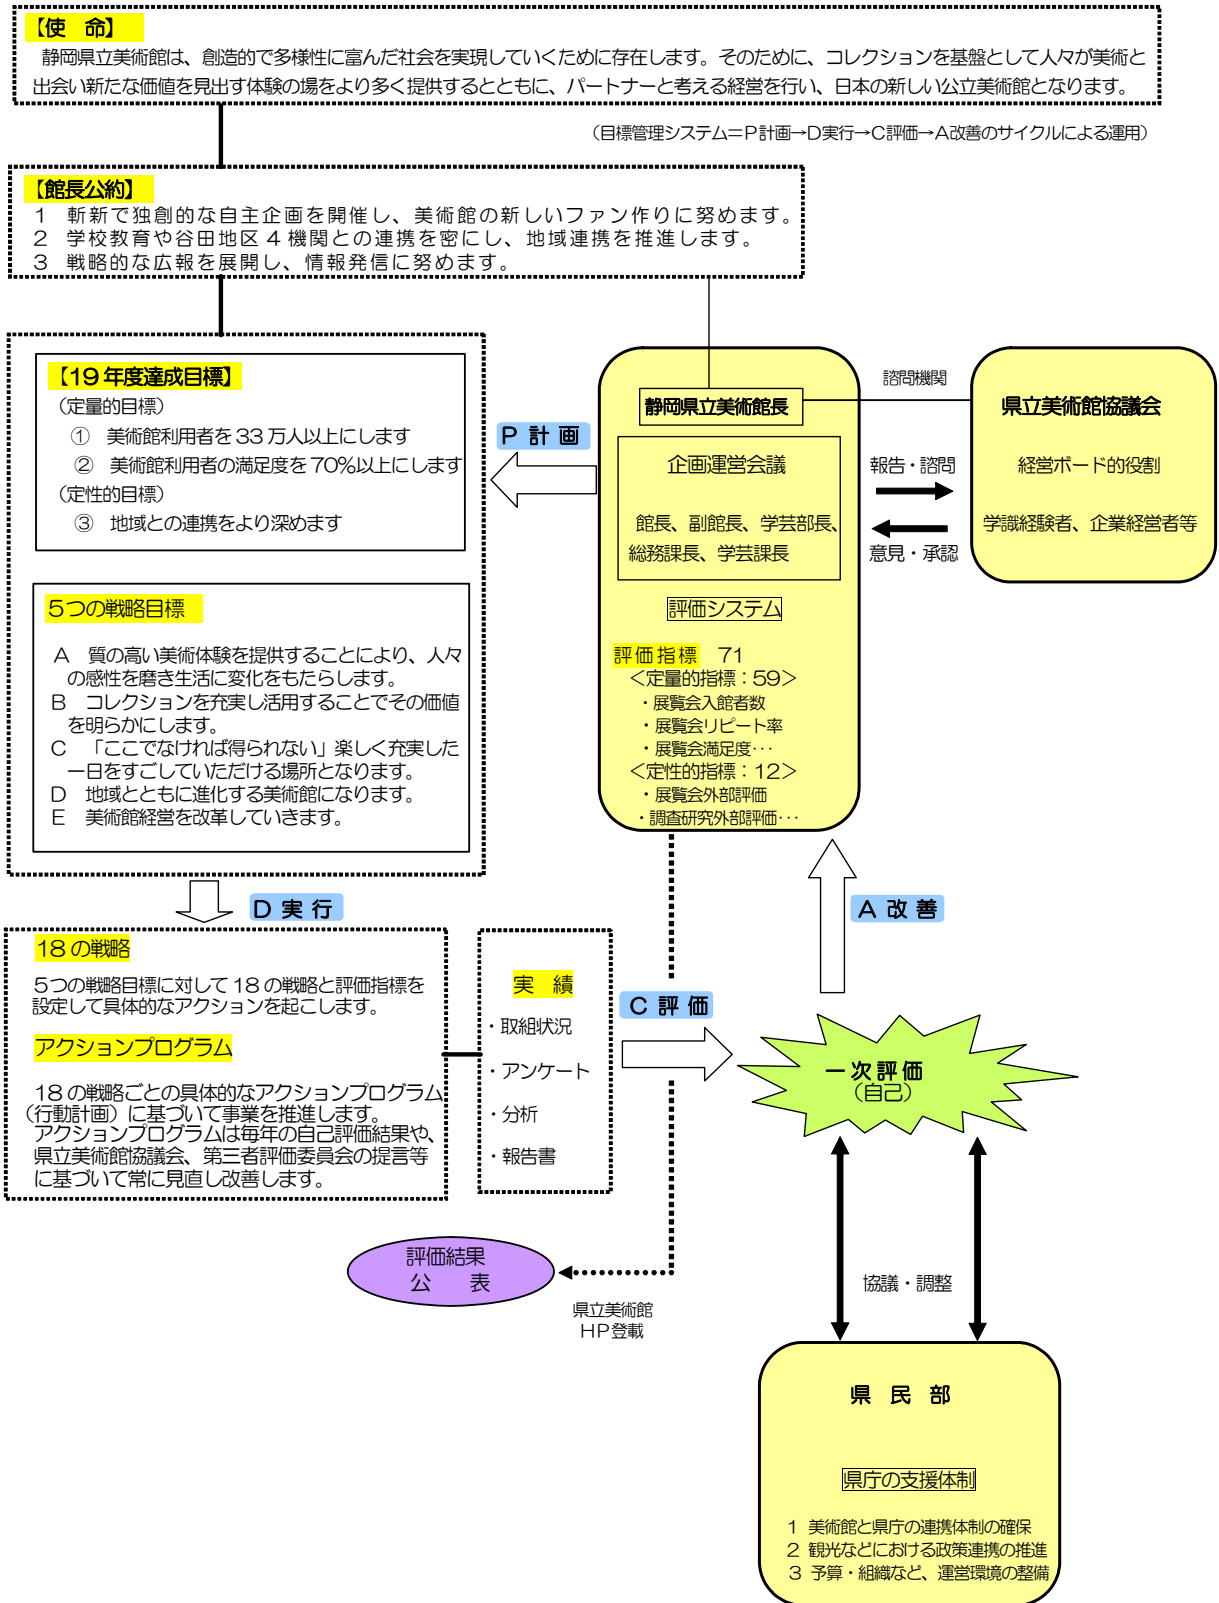 【使　命】
静岡県立美術館は、創造的で多様性に富んだ社会を実現していくために存在します。そのために、コレクションを基盤として人々が美術と
出会い新たな価値を見出す体験の場をより多く提供するとともに、パートナーと考える経営を行い、日本の新しい公立美術館となります。
（目標管理システム＝Ｐ計画→Ｄ実行→Ｃ評価→Ａ改善のサイクルによる運用）
【館長公約】
１　斬新で独創的な自主企画を開催し、美術館の新しいファン作りに努めます。
２　学校教育や谷田地区４機関との連携を密にし、地域連携を推進します。
３　戦略的な広報を展開し、情報発信に努めます。
【19年度達成目標】
（定量的目標）
①　美術館利用者を33万人以上にします
②　美術館利用者の満足度を70%以上にします
（定性的目標）
③　地域との連携をより深めます
５つの戦略目標
Ａ　質の高い美術体験を提供することにより、人々
の感性を磨き生活に変化をもたらします。
Ｂ　コレクションを充実し活用することでその価値
を明らかにします。
Ｃ　「ここでなければ得られない」楽しく充実した
一日をすごしていただける場所となります。
Ｄ　地域とともに進化する美術館になります。
Ｅ　美術館経営を改革していきます。
Ｐ計画
静岡県立美術館長
企画運営会議
館長、副館長、学芸部長、
総務課長、学芸課長
評価システム
評価指標　71
＜定量的指標：59＞
・展覧会入館者数
・展覧会リピート率
・展覧会満足度･･･
＜定性的指標：12＞
・展覧会外部評価
・調査研究外部評価･･･
諮問機関
報告・諮問
意見・承認
県立美術館協議会
経営ボード的役割
学識経験者、企業経営者等
Ｄ実行
Ａ改善
18の戦略
５つの戦略目標に対して18の戦略と評価指標を
設定して具体的なアクションを起こします。
アクションプログラム
18の戦略ごとの具体的なアクションプログラム
（行動計画）に基づいて事業を推進します。
アクションプログラムは毎年の自己評価結果や、
県立美術館協議会、第三者評価委員会の提言等
に基づいて常に見直し改善します。
実　績
・取組状況
・アンケート
・分析
・報告書
Ｃ評価
一次評価
（自己）
評価結果
公　表
県立美術館
ＨＰ登載
協議・調整
県民部
県庁の支援体制
１ 美術館と県庁の連携体制の確保
２ 観光などにおける政策連携の推進
３ 予算・組織など、運営環境の整備